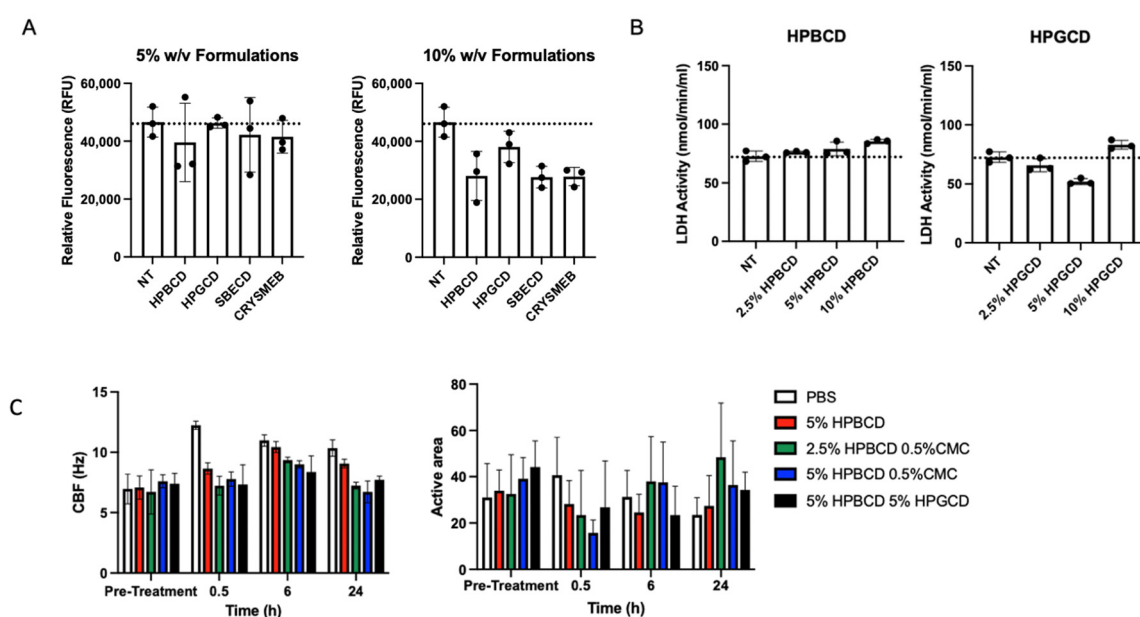 A
5% w/v Formulations
Relative Fluorescence (RFU)
60,000
40,000
20,000
0
NT
HPBCD
HPGCD
SBECD
CRYSMEB
10% w/v Formulations
Relative Fluorescence (RFU)
60,000
40,000
20,000
0
NT
HPBCD
HPGCD
SBECD
CRYSMEB
B
HPBCD
LDH Activity (nmol/min/ml)
150
100
50
0
NT
2.5% HPBCD
5% HPBCD
10% HPBCD
HPGCD
LDH Activity (nmol/min/ml)
150
100
50
0
NT
2.5% HPGCD
5% HPGCD
10% HPGCD
C
CBF (Hz)
15
10
5
0
Pre-Treatment 0.5 6 24
Time (h)
Active area
80
60
40
20
0
Pre-Treatment 0.5 6 24
Time (h)
PBS
5% HPBCD
2.5% HPBCD 0.5%CMC
5% HPBCD 0.5%CMC
5% HPBCD 5% HPGCD